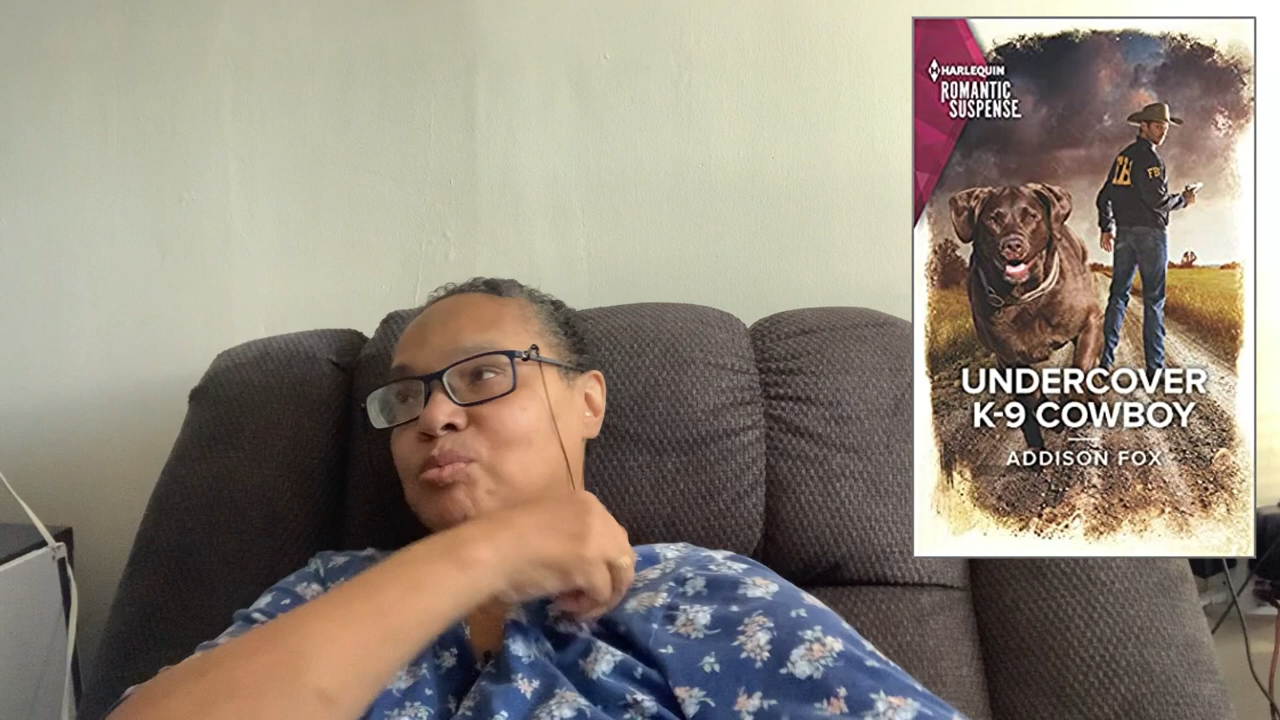 HARLEQUIN
ROMANTIC
SUSPENSE
FBI
UNDERCOVER
K-9 COWBOY
ADDISON FOX